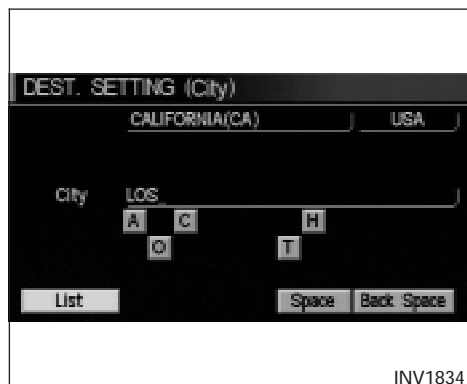 DEST. SETTING (City)
CALIFORNIA(CA) USA
City LOS_
A C H
O T
List Space Back Space
INV1834